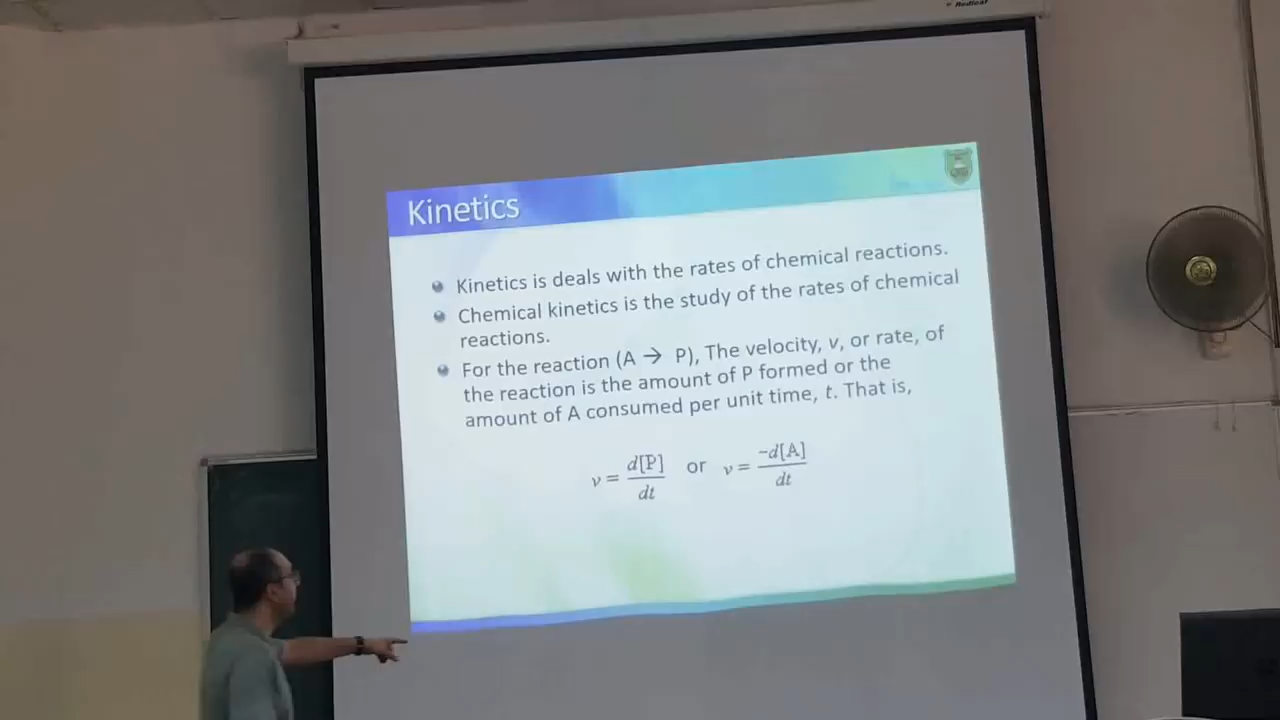 Redleaf
Kinetics
Kinetics is deals with the rates of chemical reactions.
Chemical kinetics is the study of the rates of chemical
reactions.
For the reaction (A → P), The velocity, v, or rate, of
the reaction is the amount of P formed or the
amount of A consumed per unit time, t. That is,
v = d[P]/dt or v = -d[A]/dt